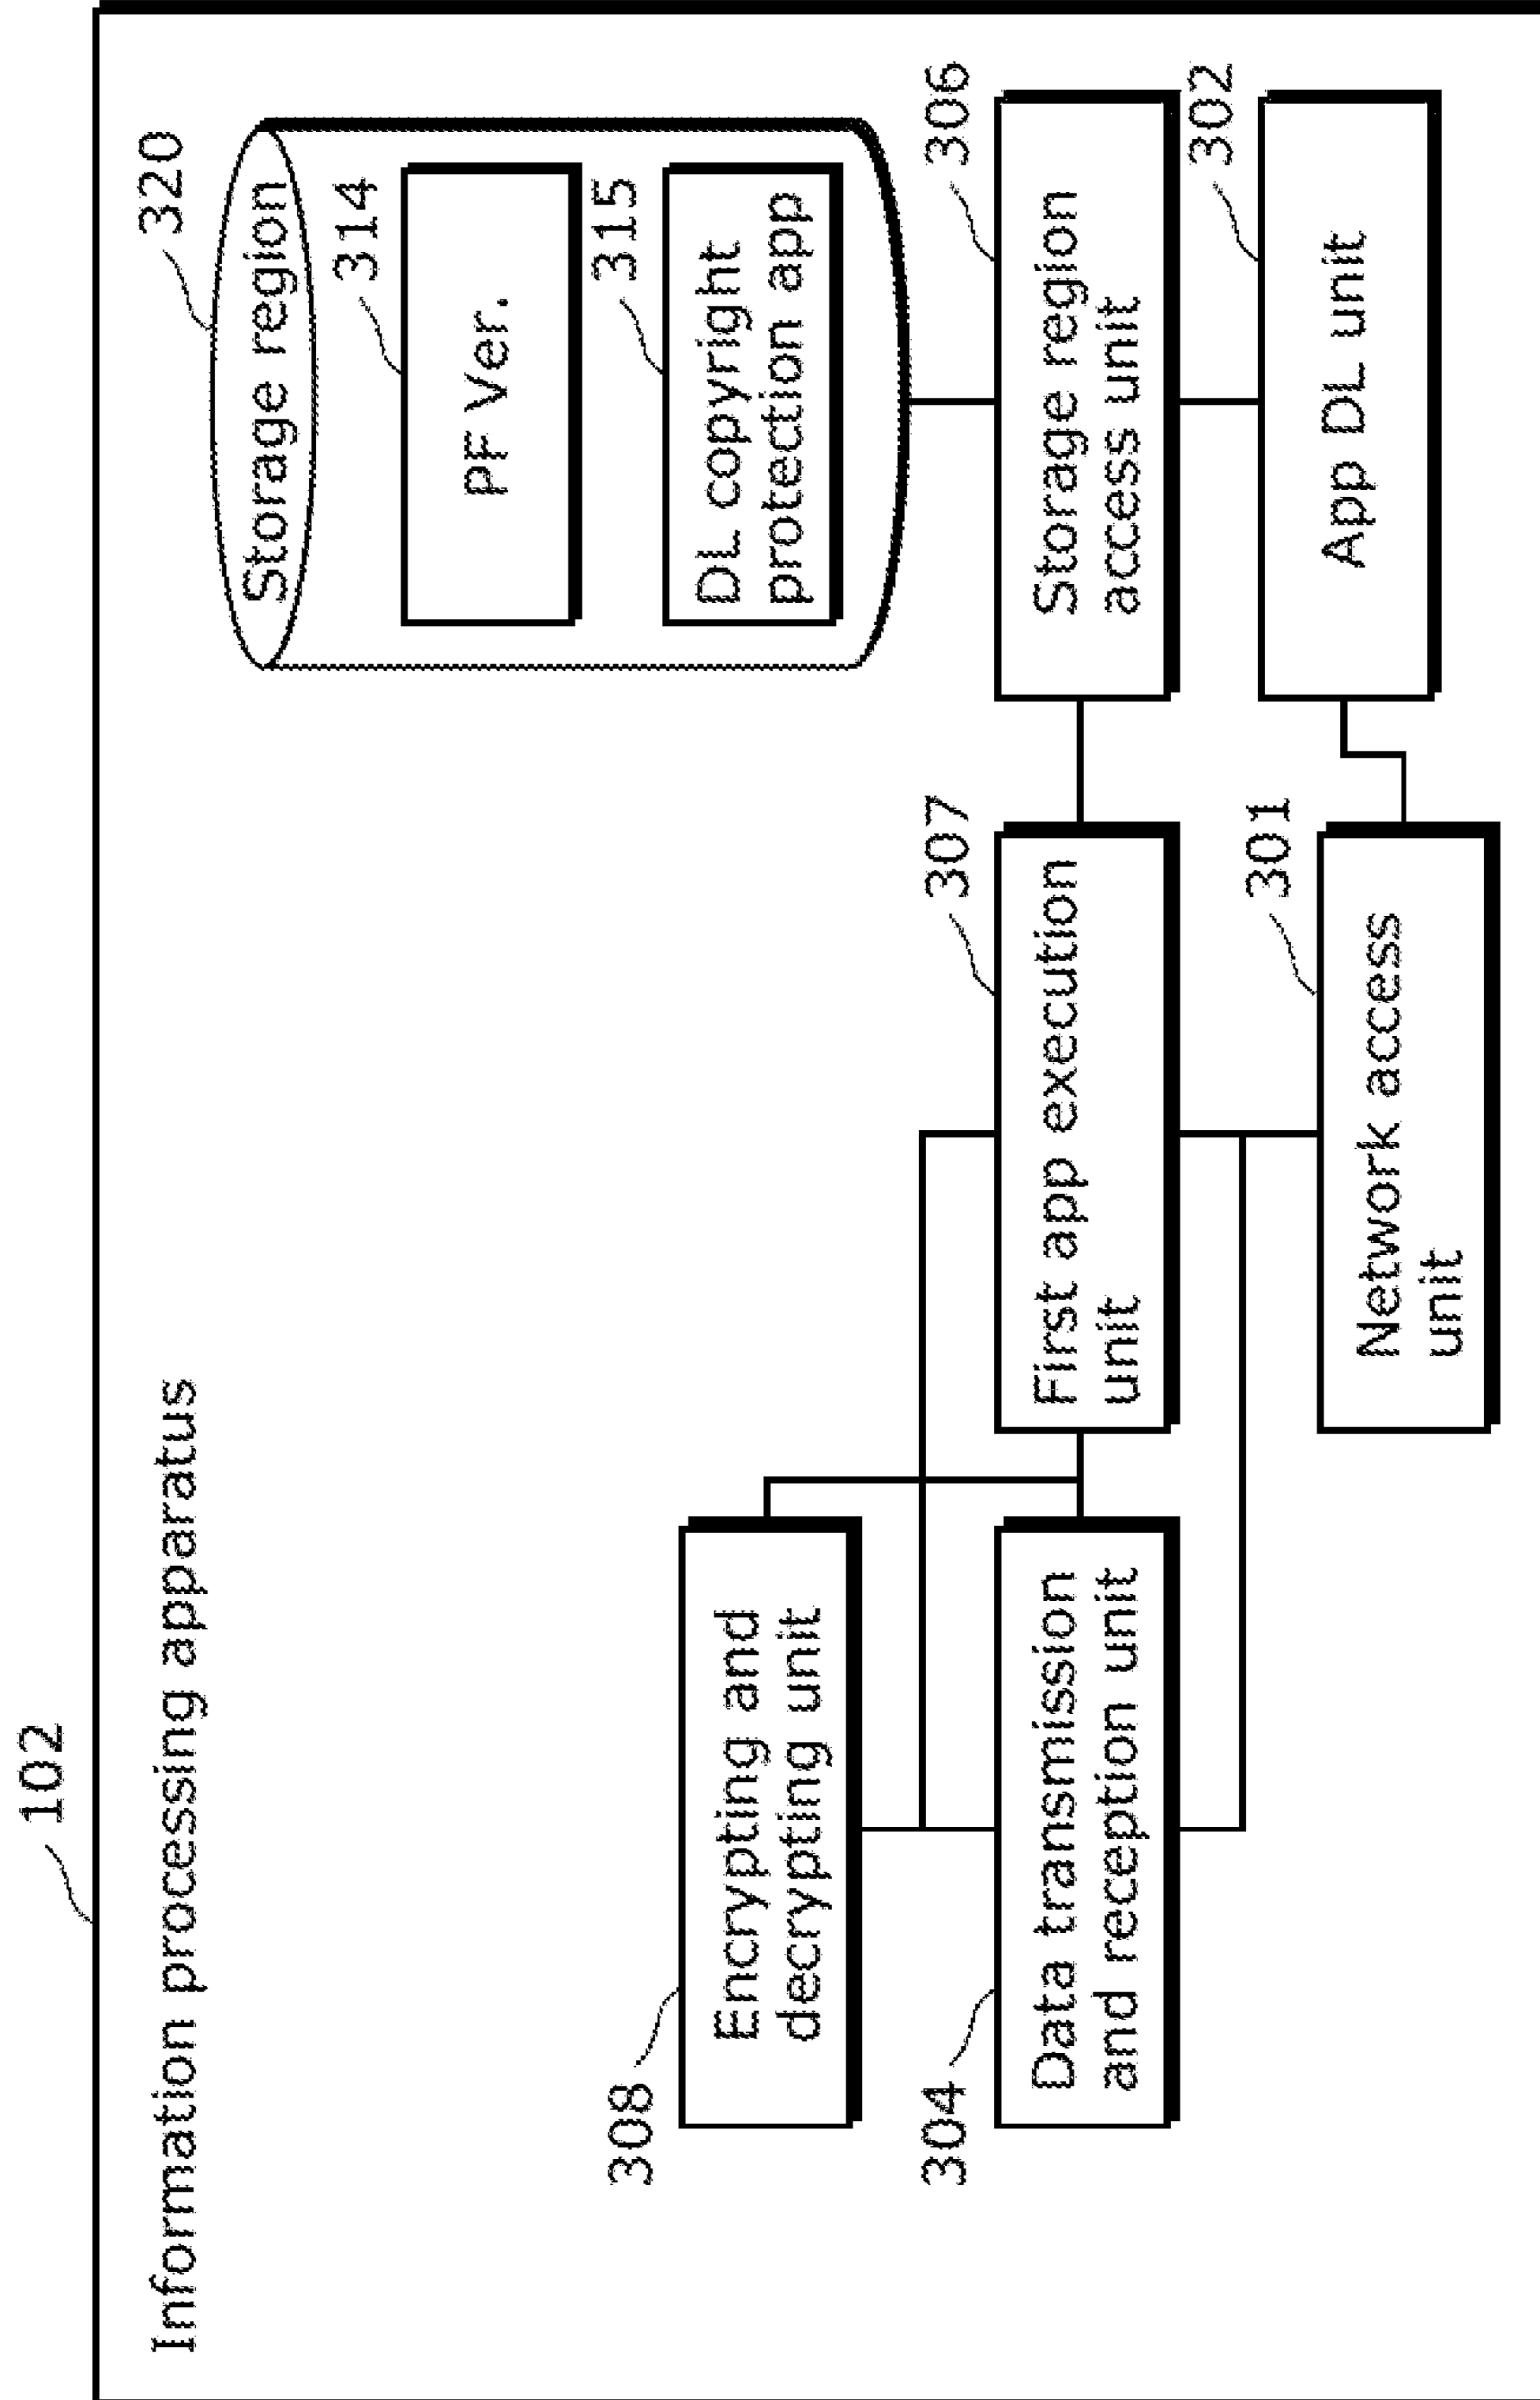 102
Information processing apparatus
320
Storage region
314
PF Ver.
315
DL copyright
protection app
308
Encrypting and
decrypting unit
304
Data transmission
and reception unit
307
First app execution
unit
306
Storage region
access unit
301
Network access
unit
302
App DL unit